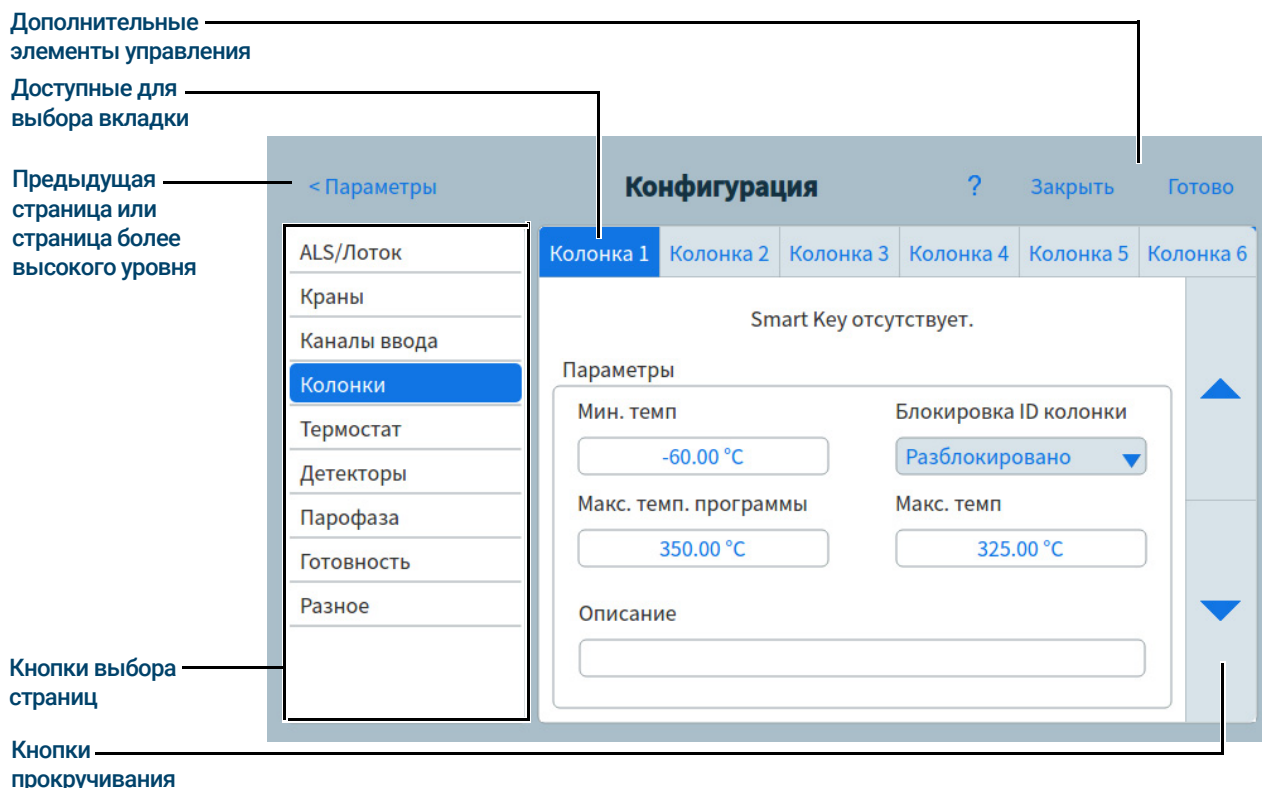 Дополнительные
элементы управления
Доступные для
выбора вкладки
Предыдущая
страница или
страница более
высокого уровня
< Параметры
Конфигурация
?
Закрыть
Готово
ALS/Лоток
Краны
Каналы ввода
Колонки
Термостат
Детекторы
Парофаза
Готовность
Разное
Колонка 1
Колонка 2
Колонка 3
Колонка 4
Колонка 5
Колонка 6
Smart Key отсутствует.
Параметры
Мин. темп
Блокировка ID колонки
-60.00 °C
Разблокировано
Макс. темп. программы
Макс. темп
350.00 °C
325.00 °C
Описание
Кнопки выбора
страниц
Кнопки
прокручивания